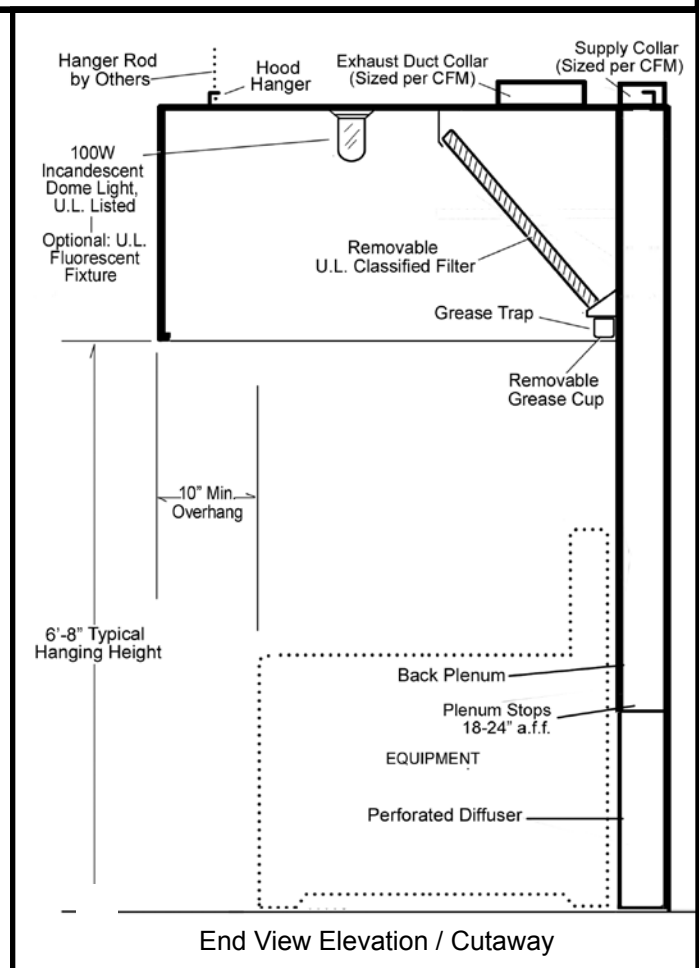 Hanger Rod
by Others
Hood
Hanger
Exhaust Duct Collar
(Sized per CFM)
Supply Collar
(Sized per CFM)
100W
Incandescent
Dome Light,
U.L. Listed
Optional: U.L.
Fluorescent
Fixture
Removable
U.L. Classified Filter
Grease Trap
Removable
Grease Cup
10” Min.
Overhang
6’-8” Typical
Hanging Height
Back Plenum
Plenum Stops
18-24” a.f.f.
EQUIPMENT
Perforated Diffuser
End View Elevation / Cutaway